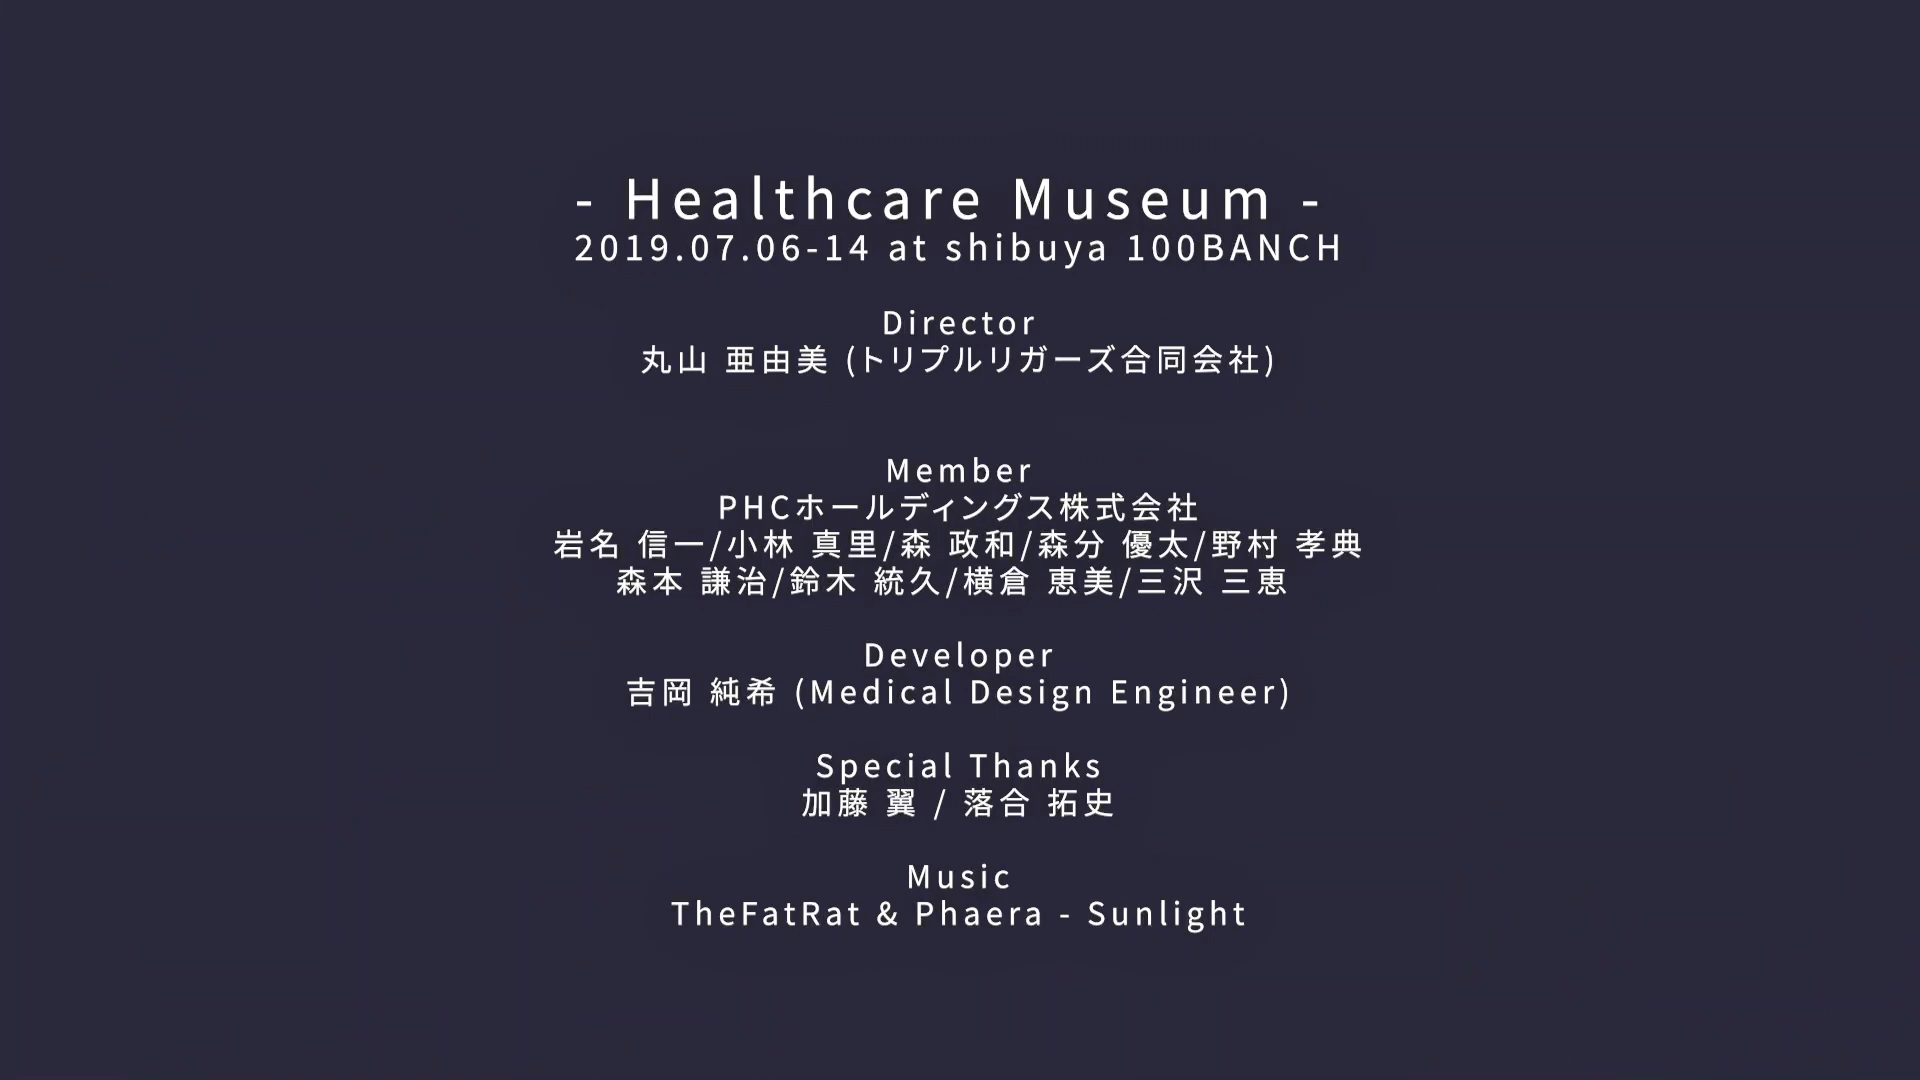 - Healthcare Museum -
2019.07.06-14 at shibuya 100BANCH
Director
丸山 亜由美 (トリプルリガーズ合同会社)
Member
PHCホールディングス株式会社
岩名 信一/小林 真里/森 政和/森分 優太/野村 孝典
森本 謙治/鈴木 統久/横倉 恵美/三沢 三恵
Developer
吉岡 純希 (Medical Design Engineer)
Special Thanks
加藤 翼 / 落合 拓史
Music
TheFatRat & Phaera - Sunlight